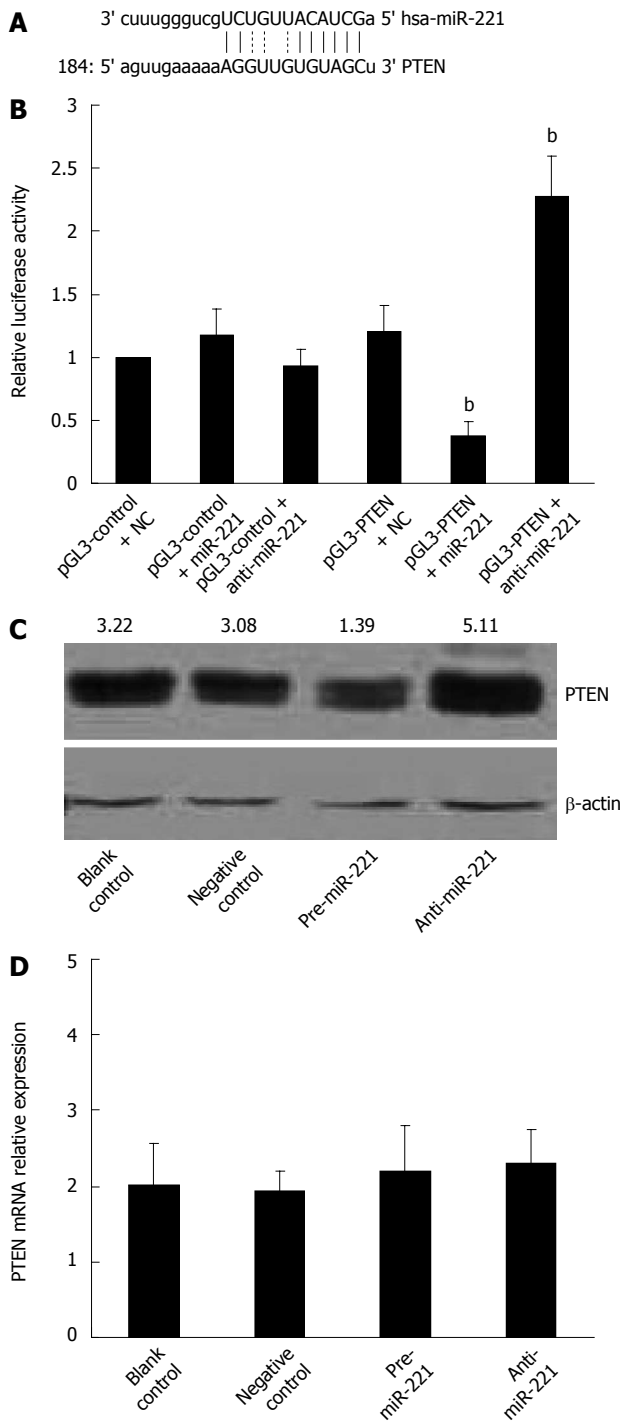 A
3' cuuugggucgUCUGUUACAUCGa 5' hsa-miR-221
184: 5' aguugaaaaaAGGUUGUGUAGCu 3' PTEN
B
Relative luciferase activity
3
2.5
2
1.5
1
0.5
0
b
b
pGL3-control
+ NC
pGL3-control
+ miR-221
pGL3-control +
anti-miR-221
pGL3-PTEN
+ NC
pGL3-PTEN
+ miR-221
pGL3-PTEN +
anti-miR-221
C
3.22 3.08 1.39 5.11
PTEN
β-actin
Blank
control
Negative
control
Pre-miR-221
Anti-miR-221
D
PTEN mRNA relative expression
5
4
3
2
1
0
Blank
control
Negative
control
Pre-
miR-221
Anti-
miR-221